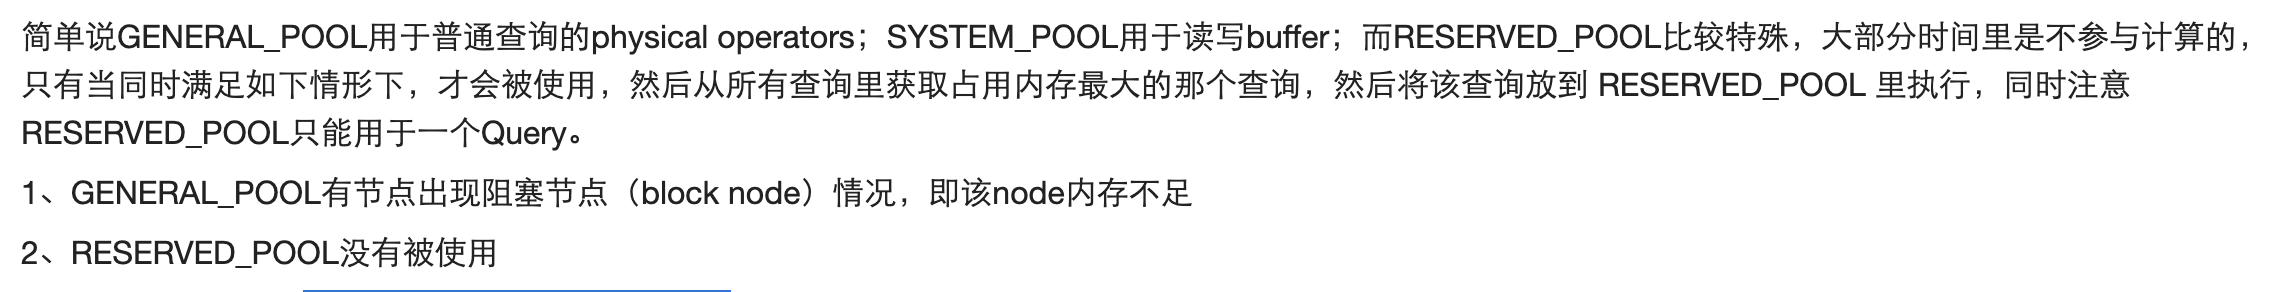 简单说GENERAL_POOL用于普通查询的physical operators；SYSTEM_POOL用于读写buffer；而RESERVED_POOL比较特殊，大部分时间里是不参与计算的，
只有当同时满足如下情形下，才会被使用，然后从所有查询里获取占用内存最大的那个查询，然后将该查询放到 RESERVED_POOL 里执行，同时注意
RESERVED_POOL只能用于一个Query。
1、GENERAL_POOL有节点出现阻塞节点（block node）情况，即该node内存不足
2、RESERVED_POOL没有被使用